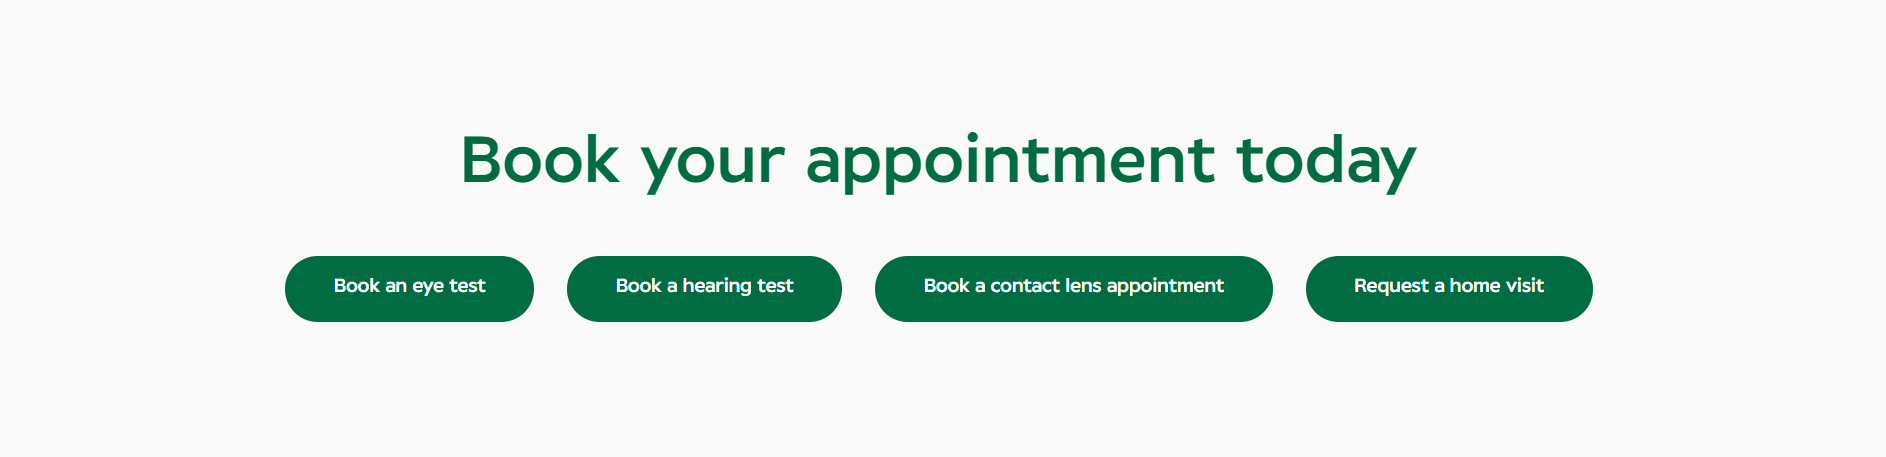 Book your appointment today
Book an eye test
Book a hearing test
Book a contact lens appointment
Request a home visit